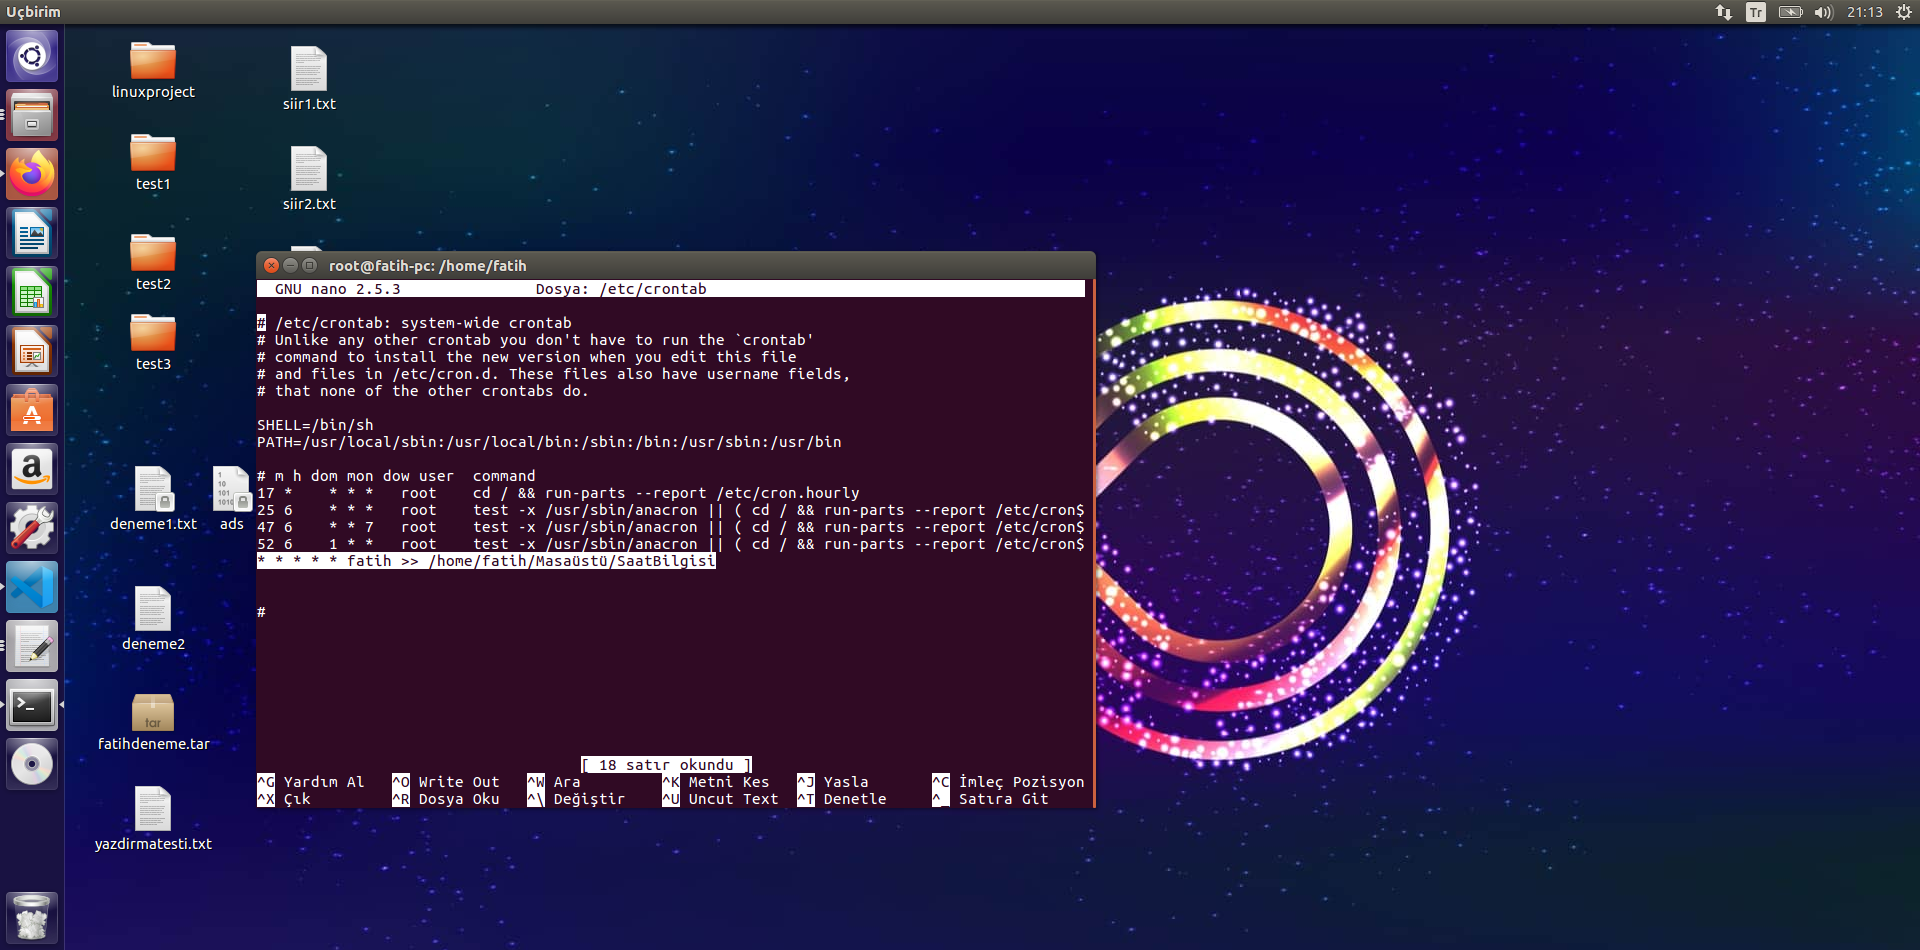 Uçbirim
Tr
21:13
linuxproject
siir1.txt
test1
siir2.txt
test2
test3
deneme1.txt
ads
deneme2
tar
fatihdeneme.tar
yazdirmatesti.txt
root@fatih-pc: /home/fatih
GNU nano 2.5.3 Dosya: /etc/crontab
# /etc/crontab: system-wide crontab
# Unlike any other crontab you don't have to run the `crontab'
# command to install the new version when you edit this file
# and files in /etc/cron.d. These files also have username fields,
# that none of the other crontabs do.
SHELL=/bin/sh
PATH=/usr/local/sbin:/usr/local/bin:/sbin:/bin:/usr/sbin:/usr/bin
# m h dom mon dow user command
17 * * * * root cd / && run-parts --report /etc/cron.hourly
25 6 * * * root test -x /usr/sbin/anacron || ( cd / && run-parts --report /etc/cron$
47 6 * * 7 root test -x /usr/sbin/anacron || ( cd / && run-parts --report /etc/cron$
52 6 1 * * root test -x /usr/sbin/anacron || ( cd / && run-parts --report /etc/cron$
* * * * * fatih >> /home/fatih/Masaüstü/SaatBilgisi
#
[ 18 satır okundu ]
^G Yardım Al ^O Write Out ^W Ara ^K Metni Kes ^J Yasla ^C İmleç Pozisyon
^X Çık ^R Dosya Oku ^\ Değiştir ^U Uncut Text ^T Denetle ^_ Satıra Git